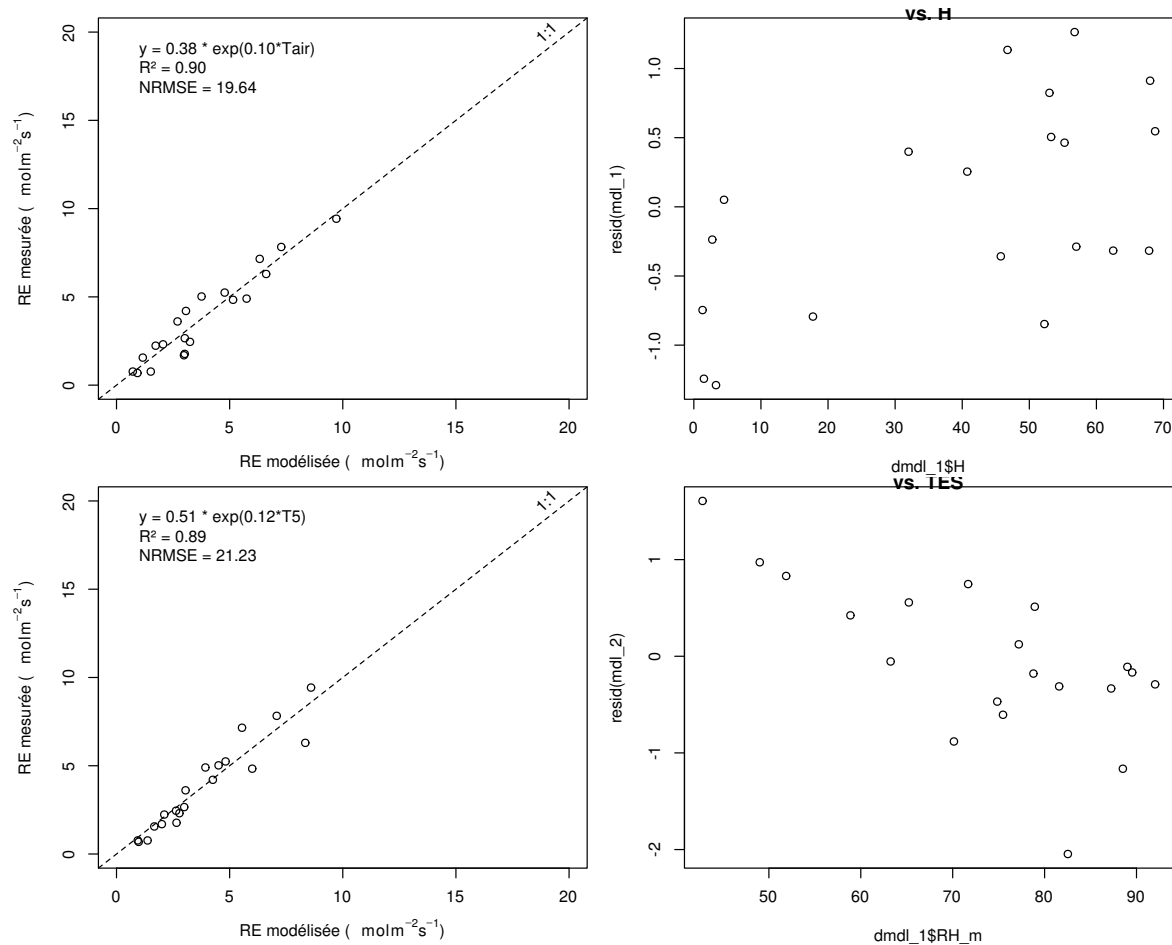 y = 0.38 * exp(0.10*Tair)
R² = 0.90
NRMSE = 19.64
1:1
RE mesurée ( molm⁻²s⁻¹)
0 5 10 15 20
0 5 10 15 20
RE modélisée ( molm⁻²s⁻¹)
vs. H
resid(mdl_1)
1.0
0.5
0.0
-0.5
-1.0
0 10 20 30 40 50 60 70
dmdl_1$H
y = 0.51 * exp(0.12*T5)
R² = 0.89
NRMSE = 21.23
1:1
RE mesurée ( molm⁻²s⁻¹)
0 5 10 15 20
0 5 10 15 20
RE modélisée ( molm⁻²s⁻¹)
vs. TES
resid(mdl_2)
1
0
-1
-2
50 60 70 80 90
dmdl_1$RH_m